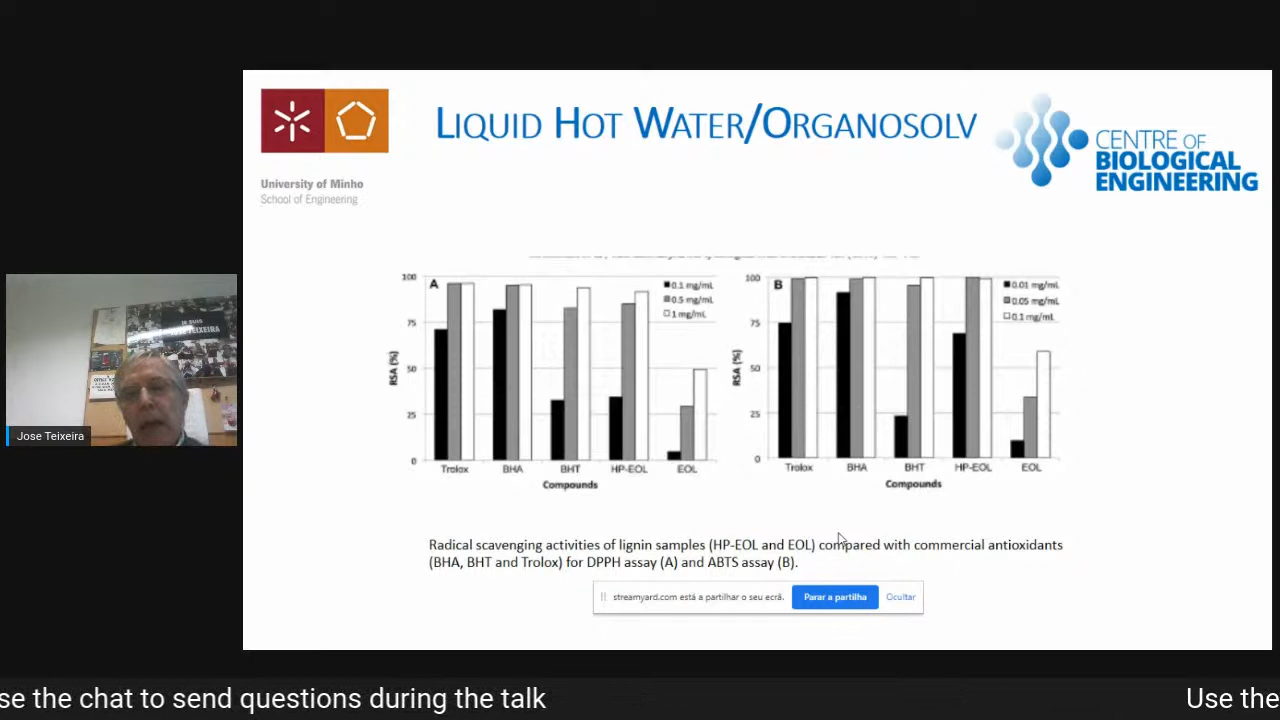 LIQUID HOT WATER/ORGANOSOLV
University of Minho
School of Engineering
CENTRE OF
BIOLOGICAL
ENGINEERING
A
100
75
50
25
0
RSA (%)
0.1 mg/mL
0.5 mg/mL
1 mg/mL
Trolox BHA BHT HP-EOL EOL
Compounds
B
100
75
50
25
0
RSA (%)
0.01 mg/mL
0.05 mg/mL
0.1 mg/mL
Trolox BHA BHT HP-EOL EOL
Compounds
Jose Teixeira
TEIXEIRA
Radical scavenging activities of lignin samples (HP-EOL and EOL) compared with commercial antioxidants
(BHA, BHT and Trolox) for DPPH assay (A) and ABTS assay (B).
streamyard.com está a partilhar o seu ecrã. Parar a partilha Ocultar
se the chat to send questions during the talk
Use the